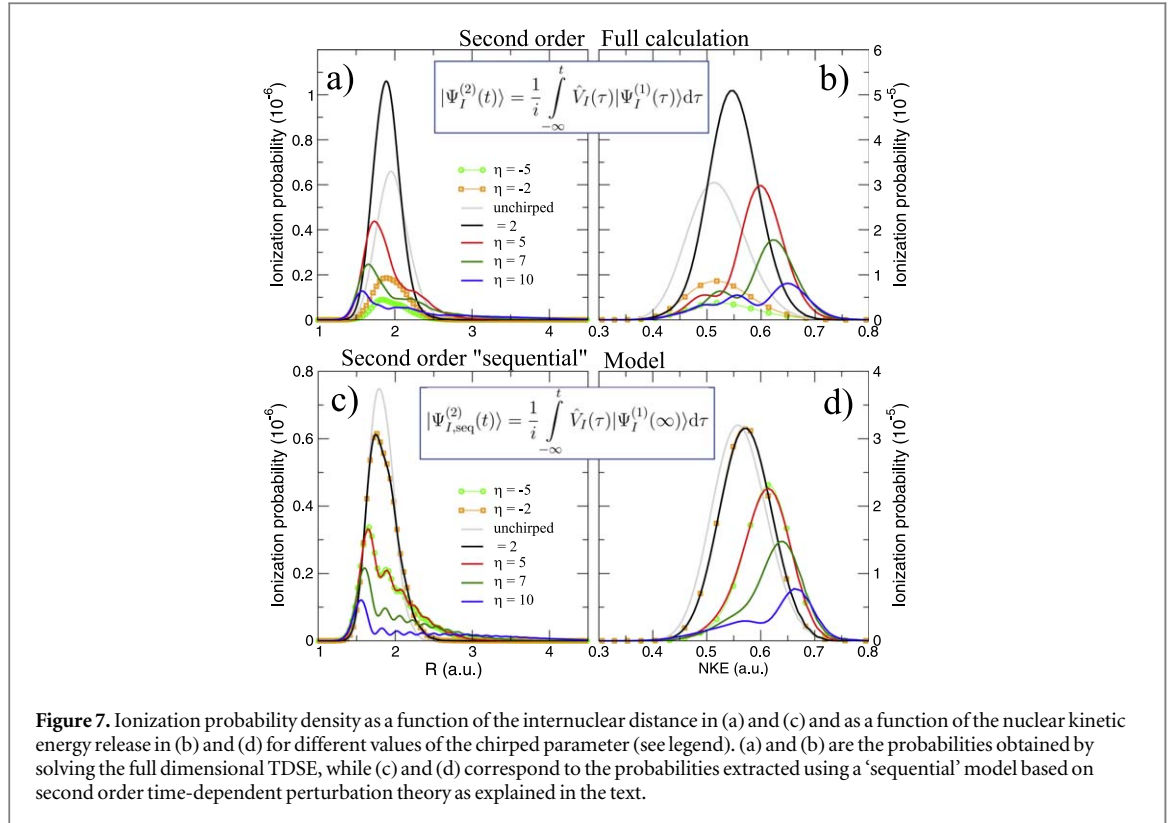 Second order Full calculation
a)
b)
|Ψ_I^(2)(t)⟩ = 1/i ∫_{-∞}^{t} V̂_I(τ)|Ψ_I^(1)(τ)⟩dτ
Ionization probability (10^-6)
1
0.8
0.6
0.4
0.2
0
η = -5
η = -2
unchirped
= 2
η = 5
η = 7
η = 10
6
5
4
3
2
1
0
Ionization probability (10^-5)
1 2 3 4 0.3 0.4 0.5 0.6 0.7 0.8
Second order "sequential" Model
c)
d)
|Ψ_{I,seq}^(2)(t)⟩ = 1/i ∫_{-∞}^{t} V̂_I(τ)|Ψ_I^(1)(∞)⟩dτ
Ionization probability (10^-6)
0.8
0.6
0.4
0.2
0
η = -5
η = -2
unchirped
= 2
η = 5
η = 7
η = 10
4
3
2
1
0
Ionization probability (10^-5)
1 2 3 4 0.3 0.4 0.5 0.6 0.7 0.8
R (a.u.) NKE (a.u.)
Figure 7. Ionization probability density as a function of the internuclear distance in (a) and (c) and as a function of the nuclear kinetic
energy release in (b) and (d) for different values of the chirped parameter (see legend). (a) and (b) are the probabilities obtained by
solving the full dimensional TDSE, while (c) and (d) correspond to the probabilities extracted using a ‘sequential’ model based on
second order time-dependent perturbation theory as explained in the text.